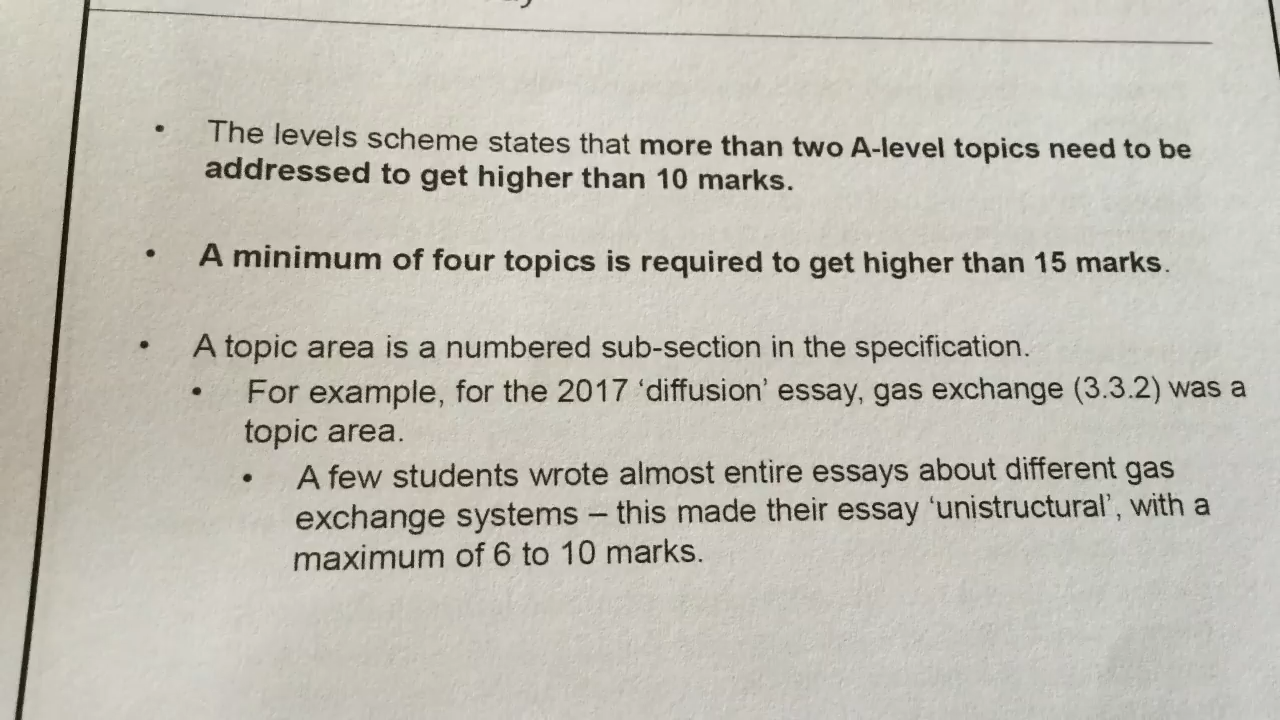 • The levels scheme states that more than two A-level topics need to be
addressed to get higher than 10 marks.
• A minimum of four topics is required to get higher than 15 marks.
• A topic area is a numbered sub-section in the specification.
• For example, for the 2017 ‘diffusion’ essay, gas exchange (3.3.2) was a
topic area.
• A few students wrote almost entire essays about different gas
exchange systems – this made their essay ‘unistructural’, with a
maximum of 6 to 10 marks.